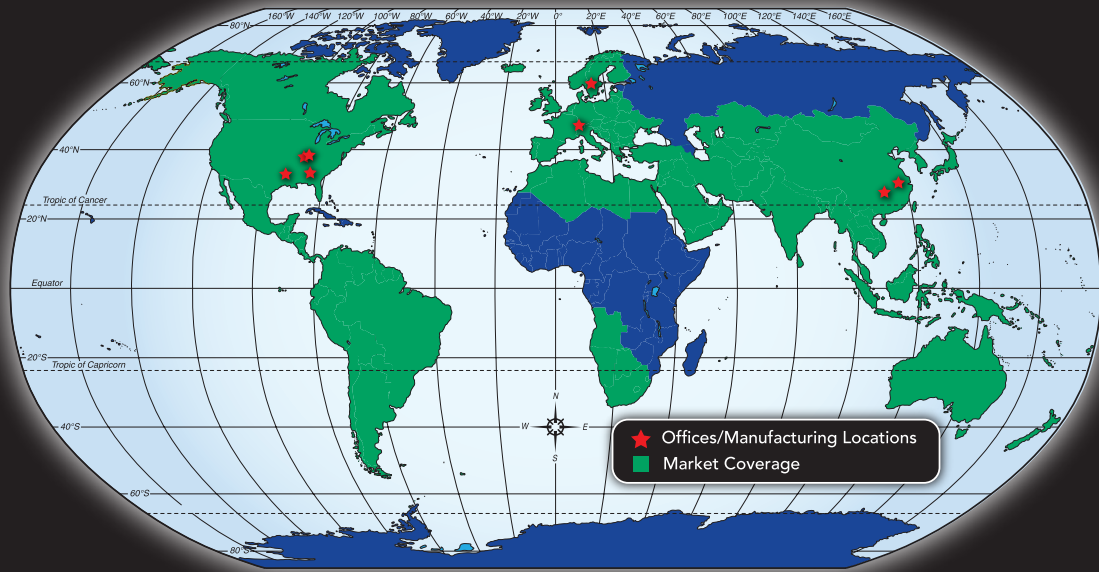 160°W 140°W 120°W 100°W 80°W 60°W 40°W 20°W 0° 20°E 40°E 60°E 80°E 100°E 120°E 140°E 160°E
80°N
60°N
40°N
Tropic of Cancer
20°N
Equator
20°S
Tropic of Capricorn
N
W E
S
40°S
Offices/Manufacturing Locations
Market Coverage
60°S
80°S